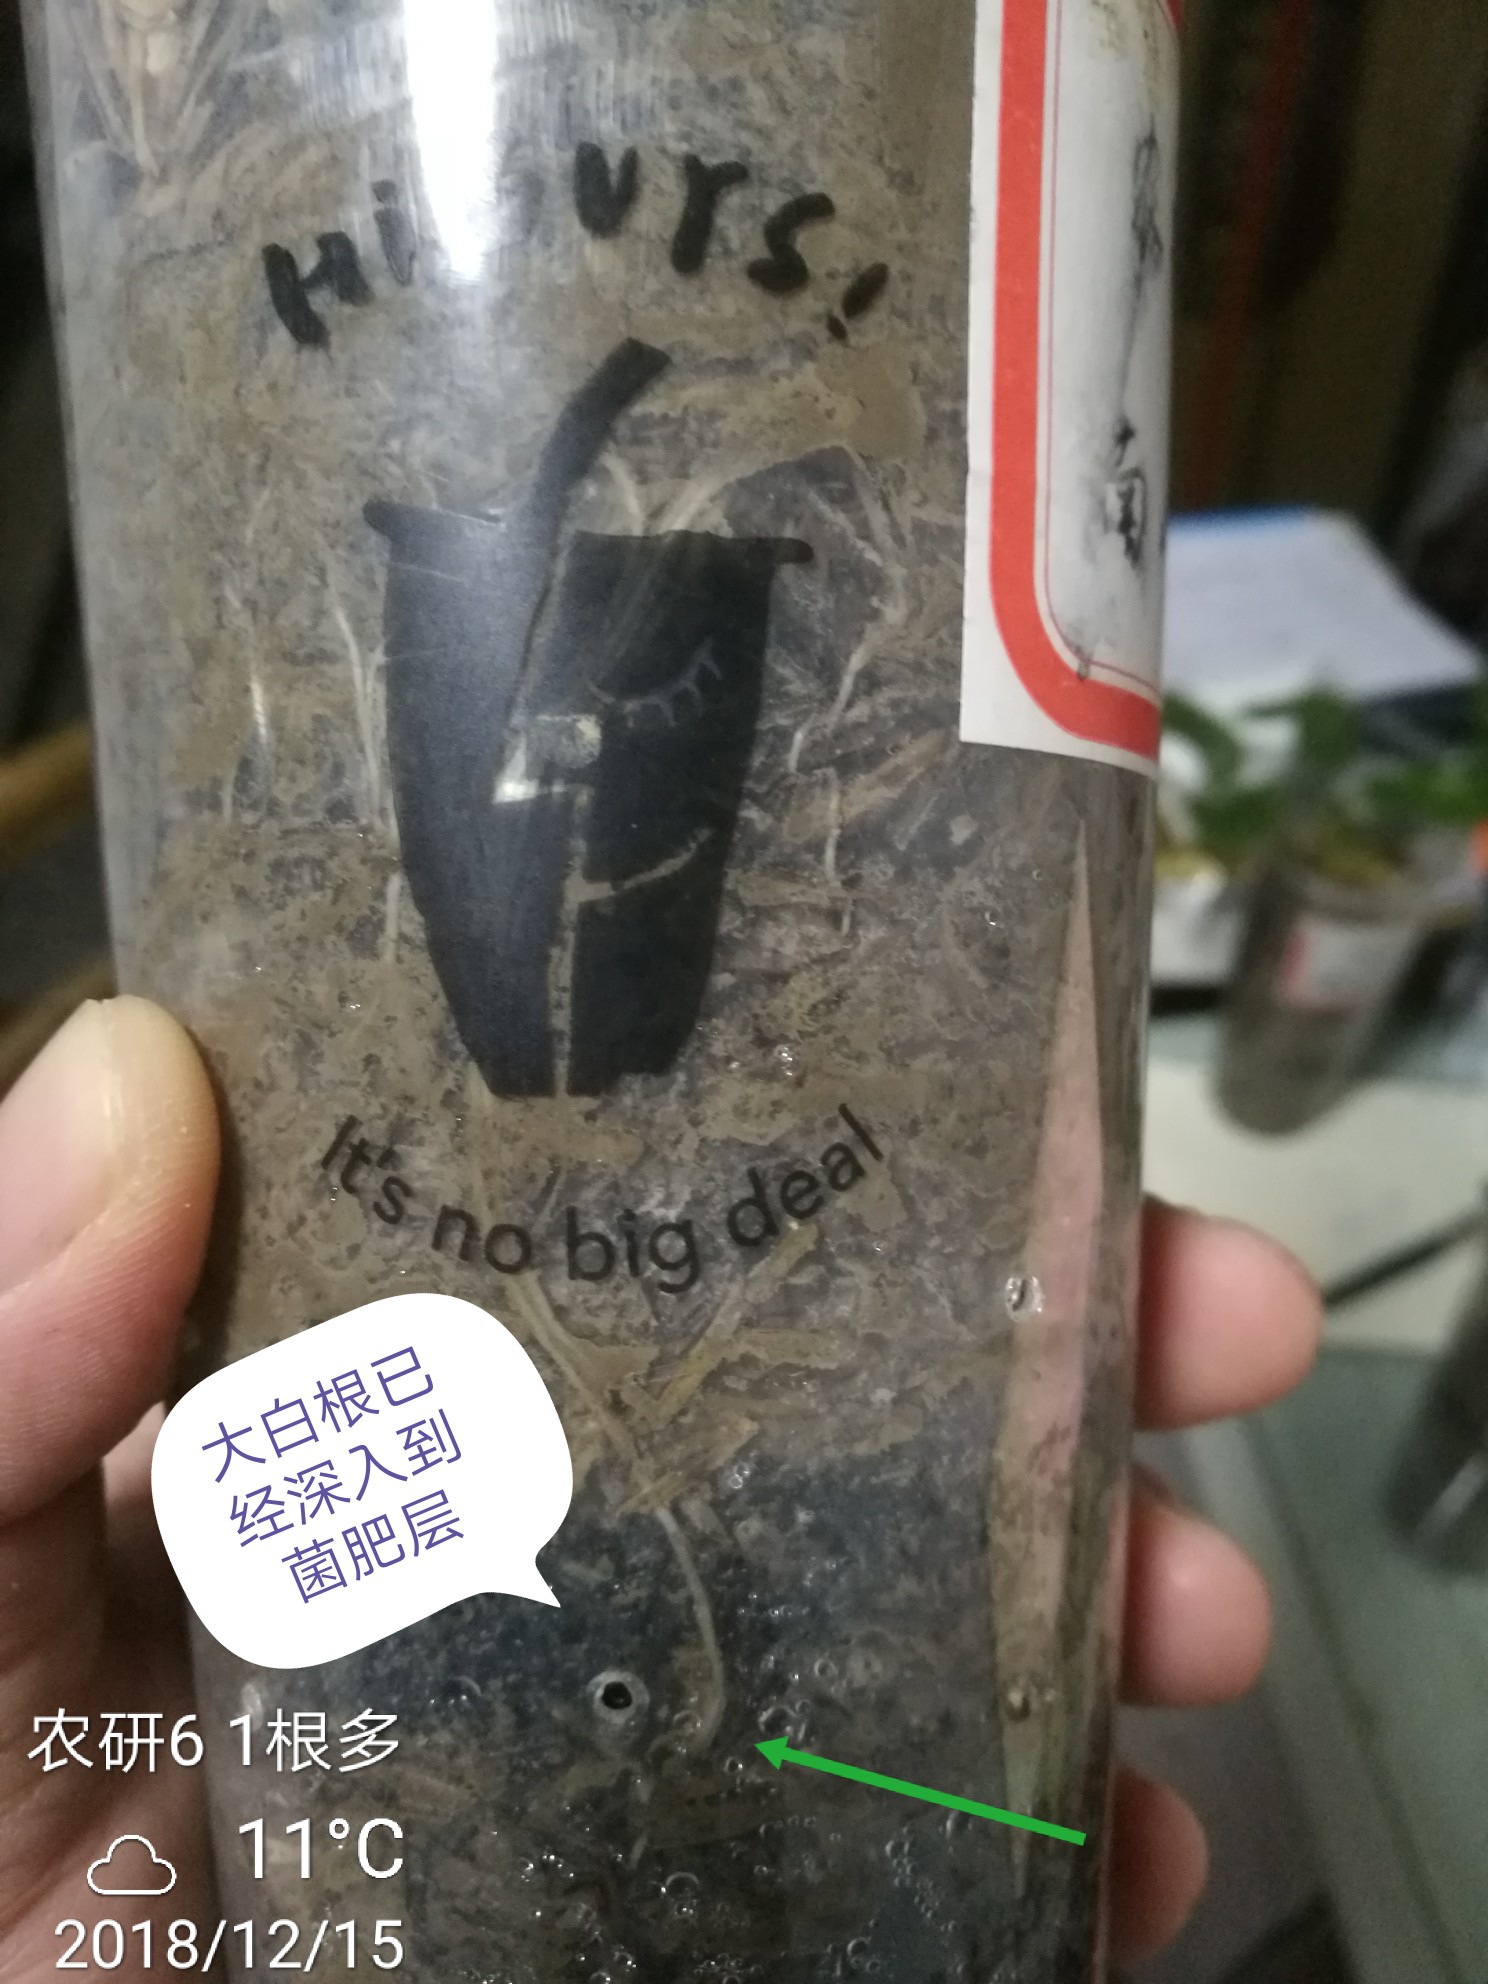 It's no big deal
大白根已
经深入到
菌肥层
农研6 1根多
11°C
2018/12/15